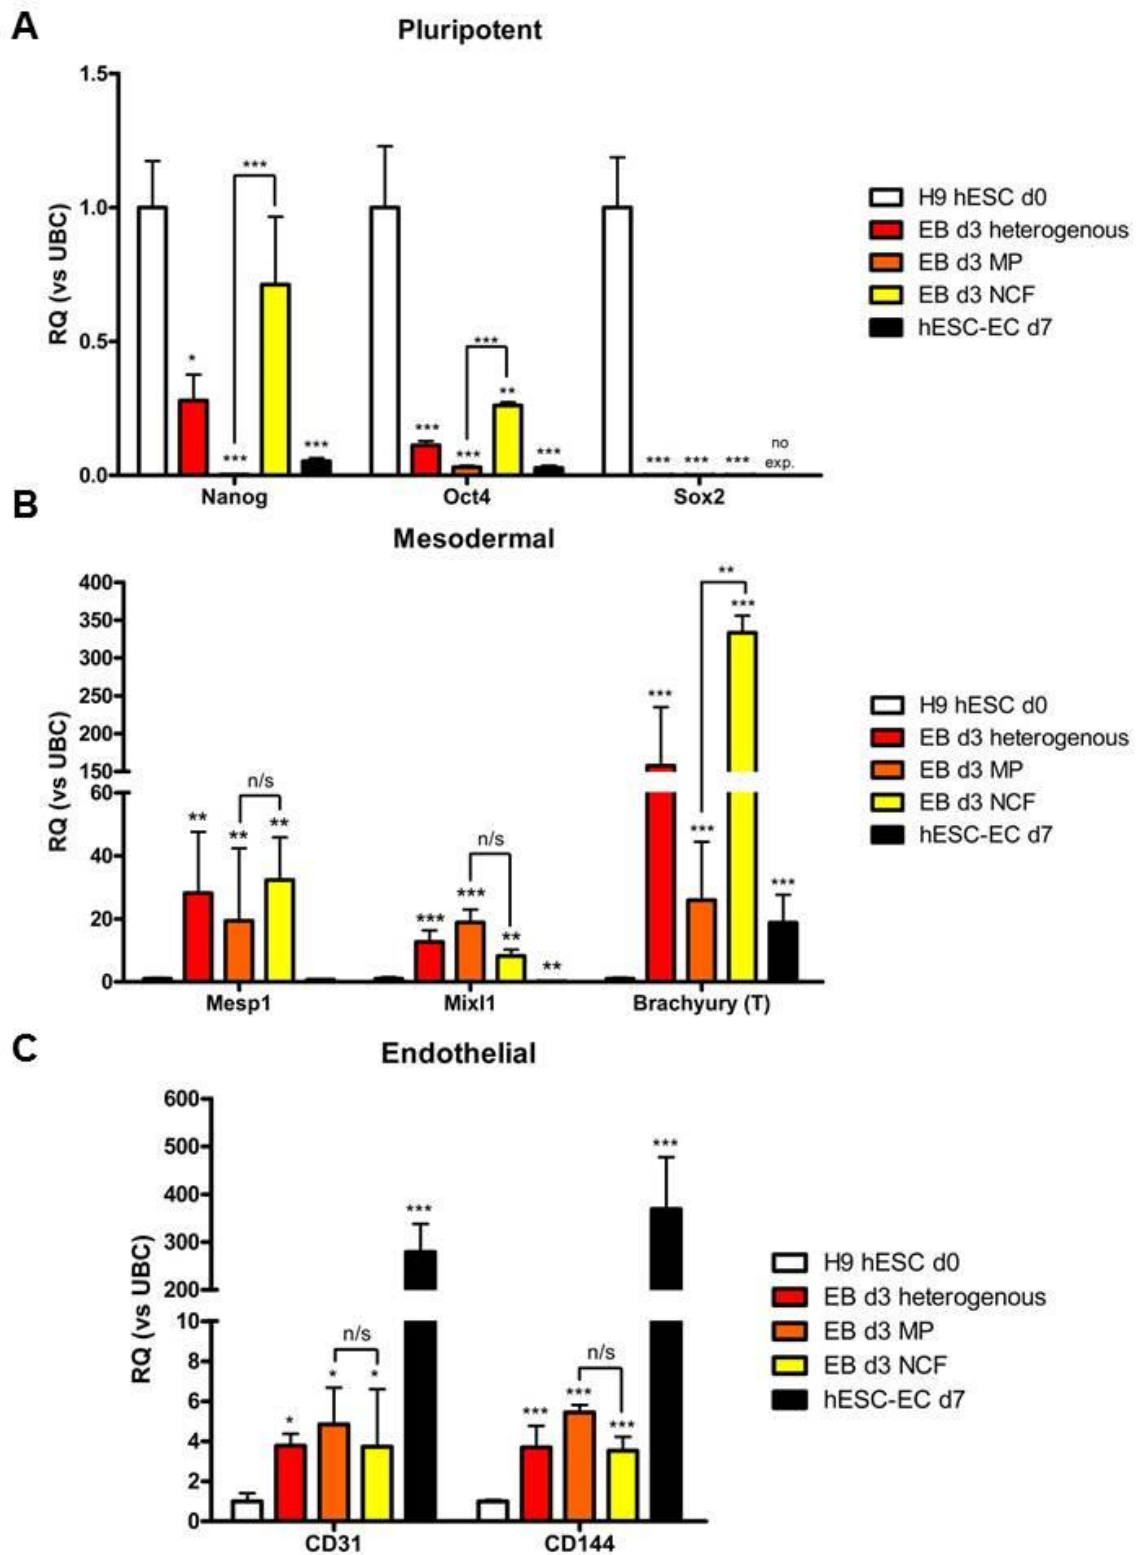 A
Pluripotent
RQ (vs UBC)
1.5
1.0
0.5
0.0
*
***
***
***
***
***
***
**
***
***
***
***
no
exp.
Nanog
Oct4
Sox2
H9 hESC d0
EB d3 heterogenous
EB d3 MP
EB d3 NCF
hESC-EC d7
B
Mesodermal
RQ (vs UBC)
400
350
300
250
200
150
60
40
20
0
**
**
n/s
**
***
***
n/s
**
**
***
***
**
***
***
Mesp1
Mixl1
Brachyury (T)
H9 hESC d0
EB d3 heterogenous
EB d3 MP
EB d3 NCF
hESC-EC d7
C
Endothelial
RQ (vs UBC)
600
500
400
300
200
10
8
6
4
2
0
*
*
n/s
*
***
***
***
n/s
***
***
CD31
CD144
H9 hESC d0
EB d3 heterogenous
EB d3 MP
EB d3 NCF
hESC-EC d7